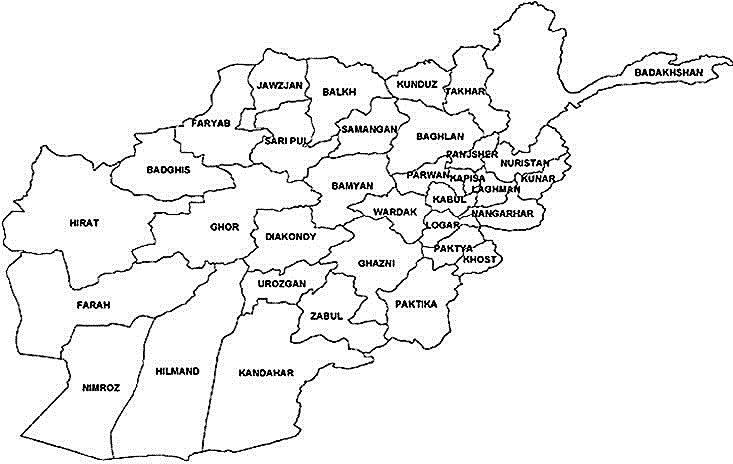 BADAKHSHAN
JAWZJAN
BALKH
KUNDUZ
TAKHAR
FARYAB
SARI PUL
SAMANGAN
BAGHLAN
PANJSHER
NURISTAN
BADGHIS
BAMYAN
PARWAN
KAPISA
KUNAR
LAGHMAN
KABUL
HIRAT
GHOR
WARDAK
NANGARHAR
DIAKONDY
LOGAR
PAKTYA
GHAZNI
KHOST
UROZGAN
FARAH
ZABUL
PAKTIKA
NIMROZ
HILMAND
KANDAHAR